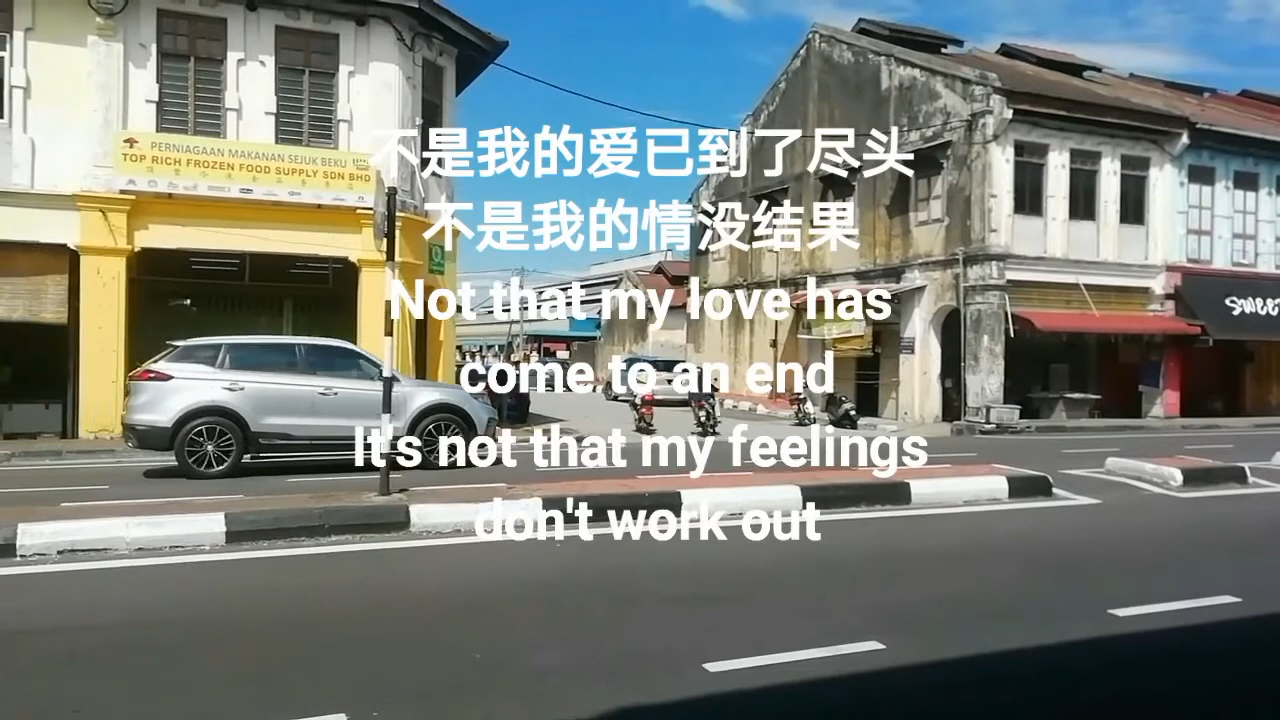 PERNIAGAAN MAKANAN SEJUK BEKU
TOP RICH FROZEN FOOD SUPPLY SDN BHD
不是我的爱已到了尽头
不是我的情没结果
Not that my love has
come to an end
It's not that my feelings
don't work out